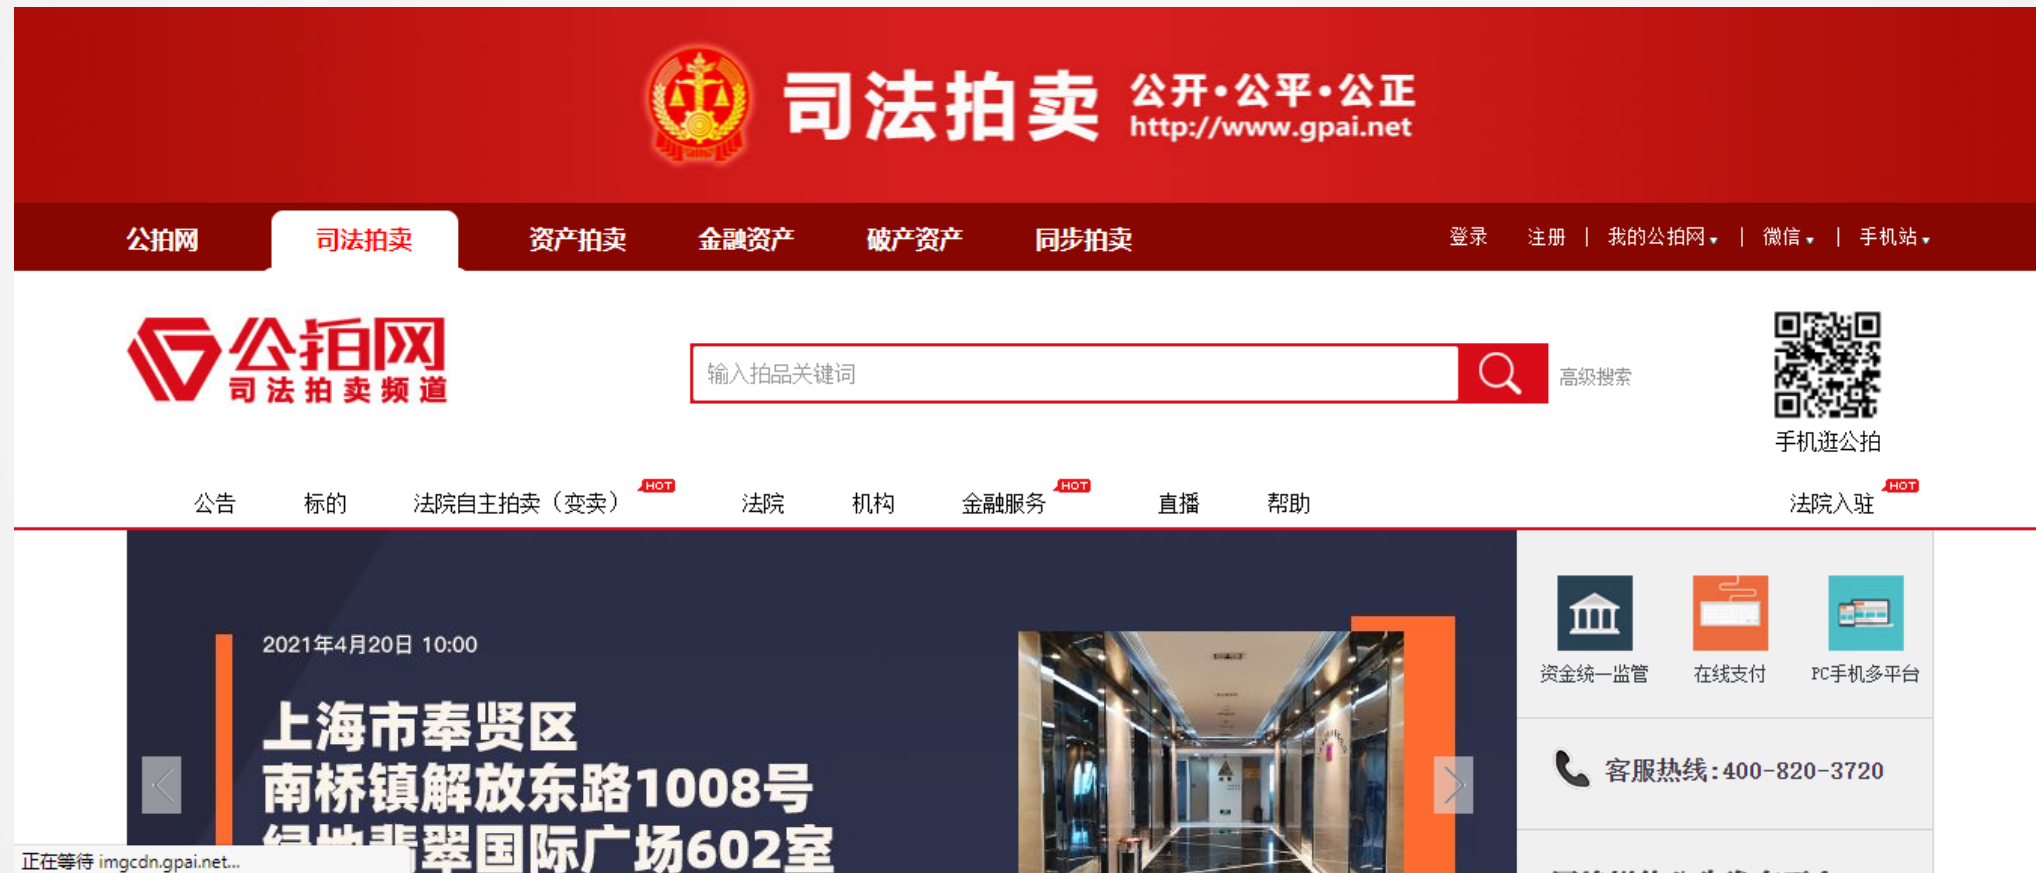 司法拍卖
公开·公平·公正
http://www.gpai.net
公拍网 司法拍卖 资产拍卖 金融资产 破产资产 同步拍卖 登录 注册 | 我的公拍网 | 微信 | 手机站
公拍网
司法拍卖频道
输入拍品关键词
高级搜索
手机逛公拍
公告 标的 法院自主拍卖（变卖） HOT 法院 机构 金融服务 HOT 直播 帮助 法院入驻 HOT
2021年4月20日 10:00
上海市奉贤区
南桥镇解放东路1008号
绿地翡翠国际广场602室
资金统一监管 在线支付 PC手机多平台
客服热线:400-820-3720
正在等待 imgcdn.gpai.net...